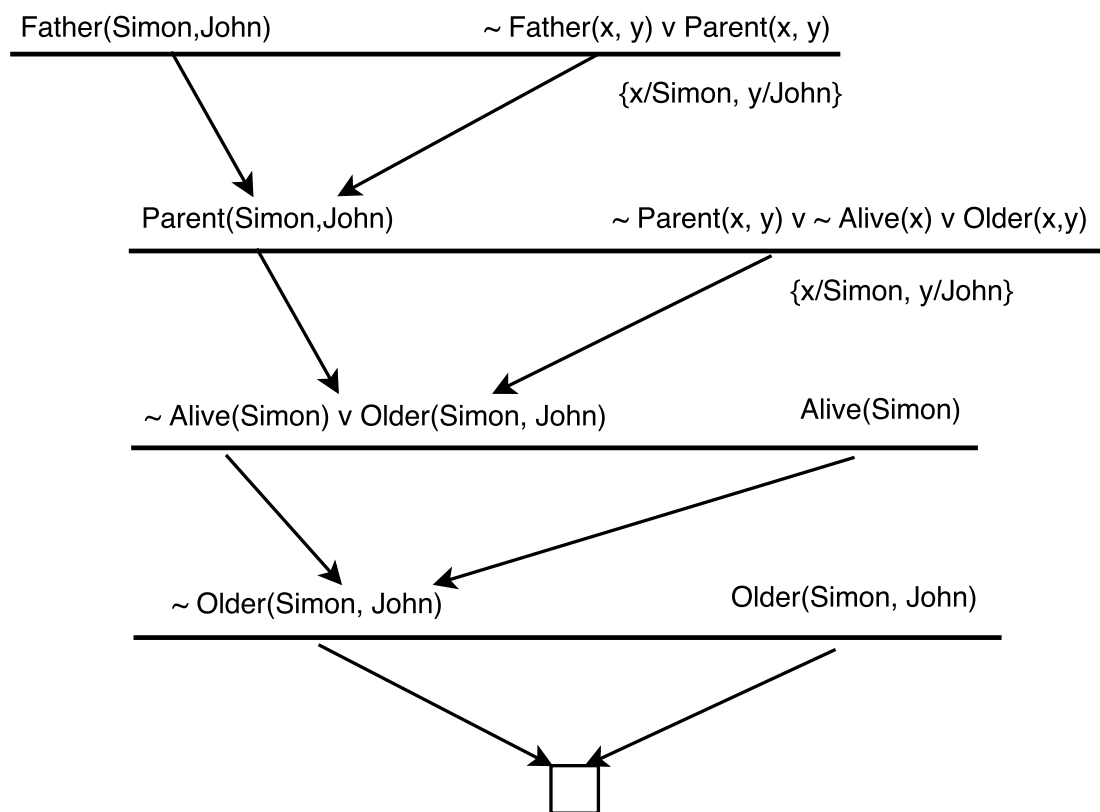 Father(Simon,John) ~ Father(x, y) v Parent(x, y)
{x/Simon, y/John}
Parent(Simon,John) ~ Parent(x, y) v ~ Alive(x) v Older(x,y)
{x/Simon, y/John}
~ Alive(Simon) v Older(Simon, John) Alive(Simon)
~ Older(Simon, John) Older(Simon, John)